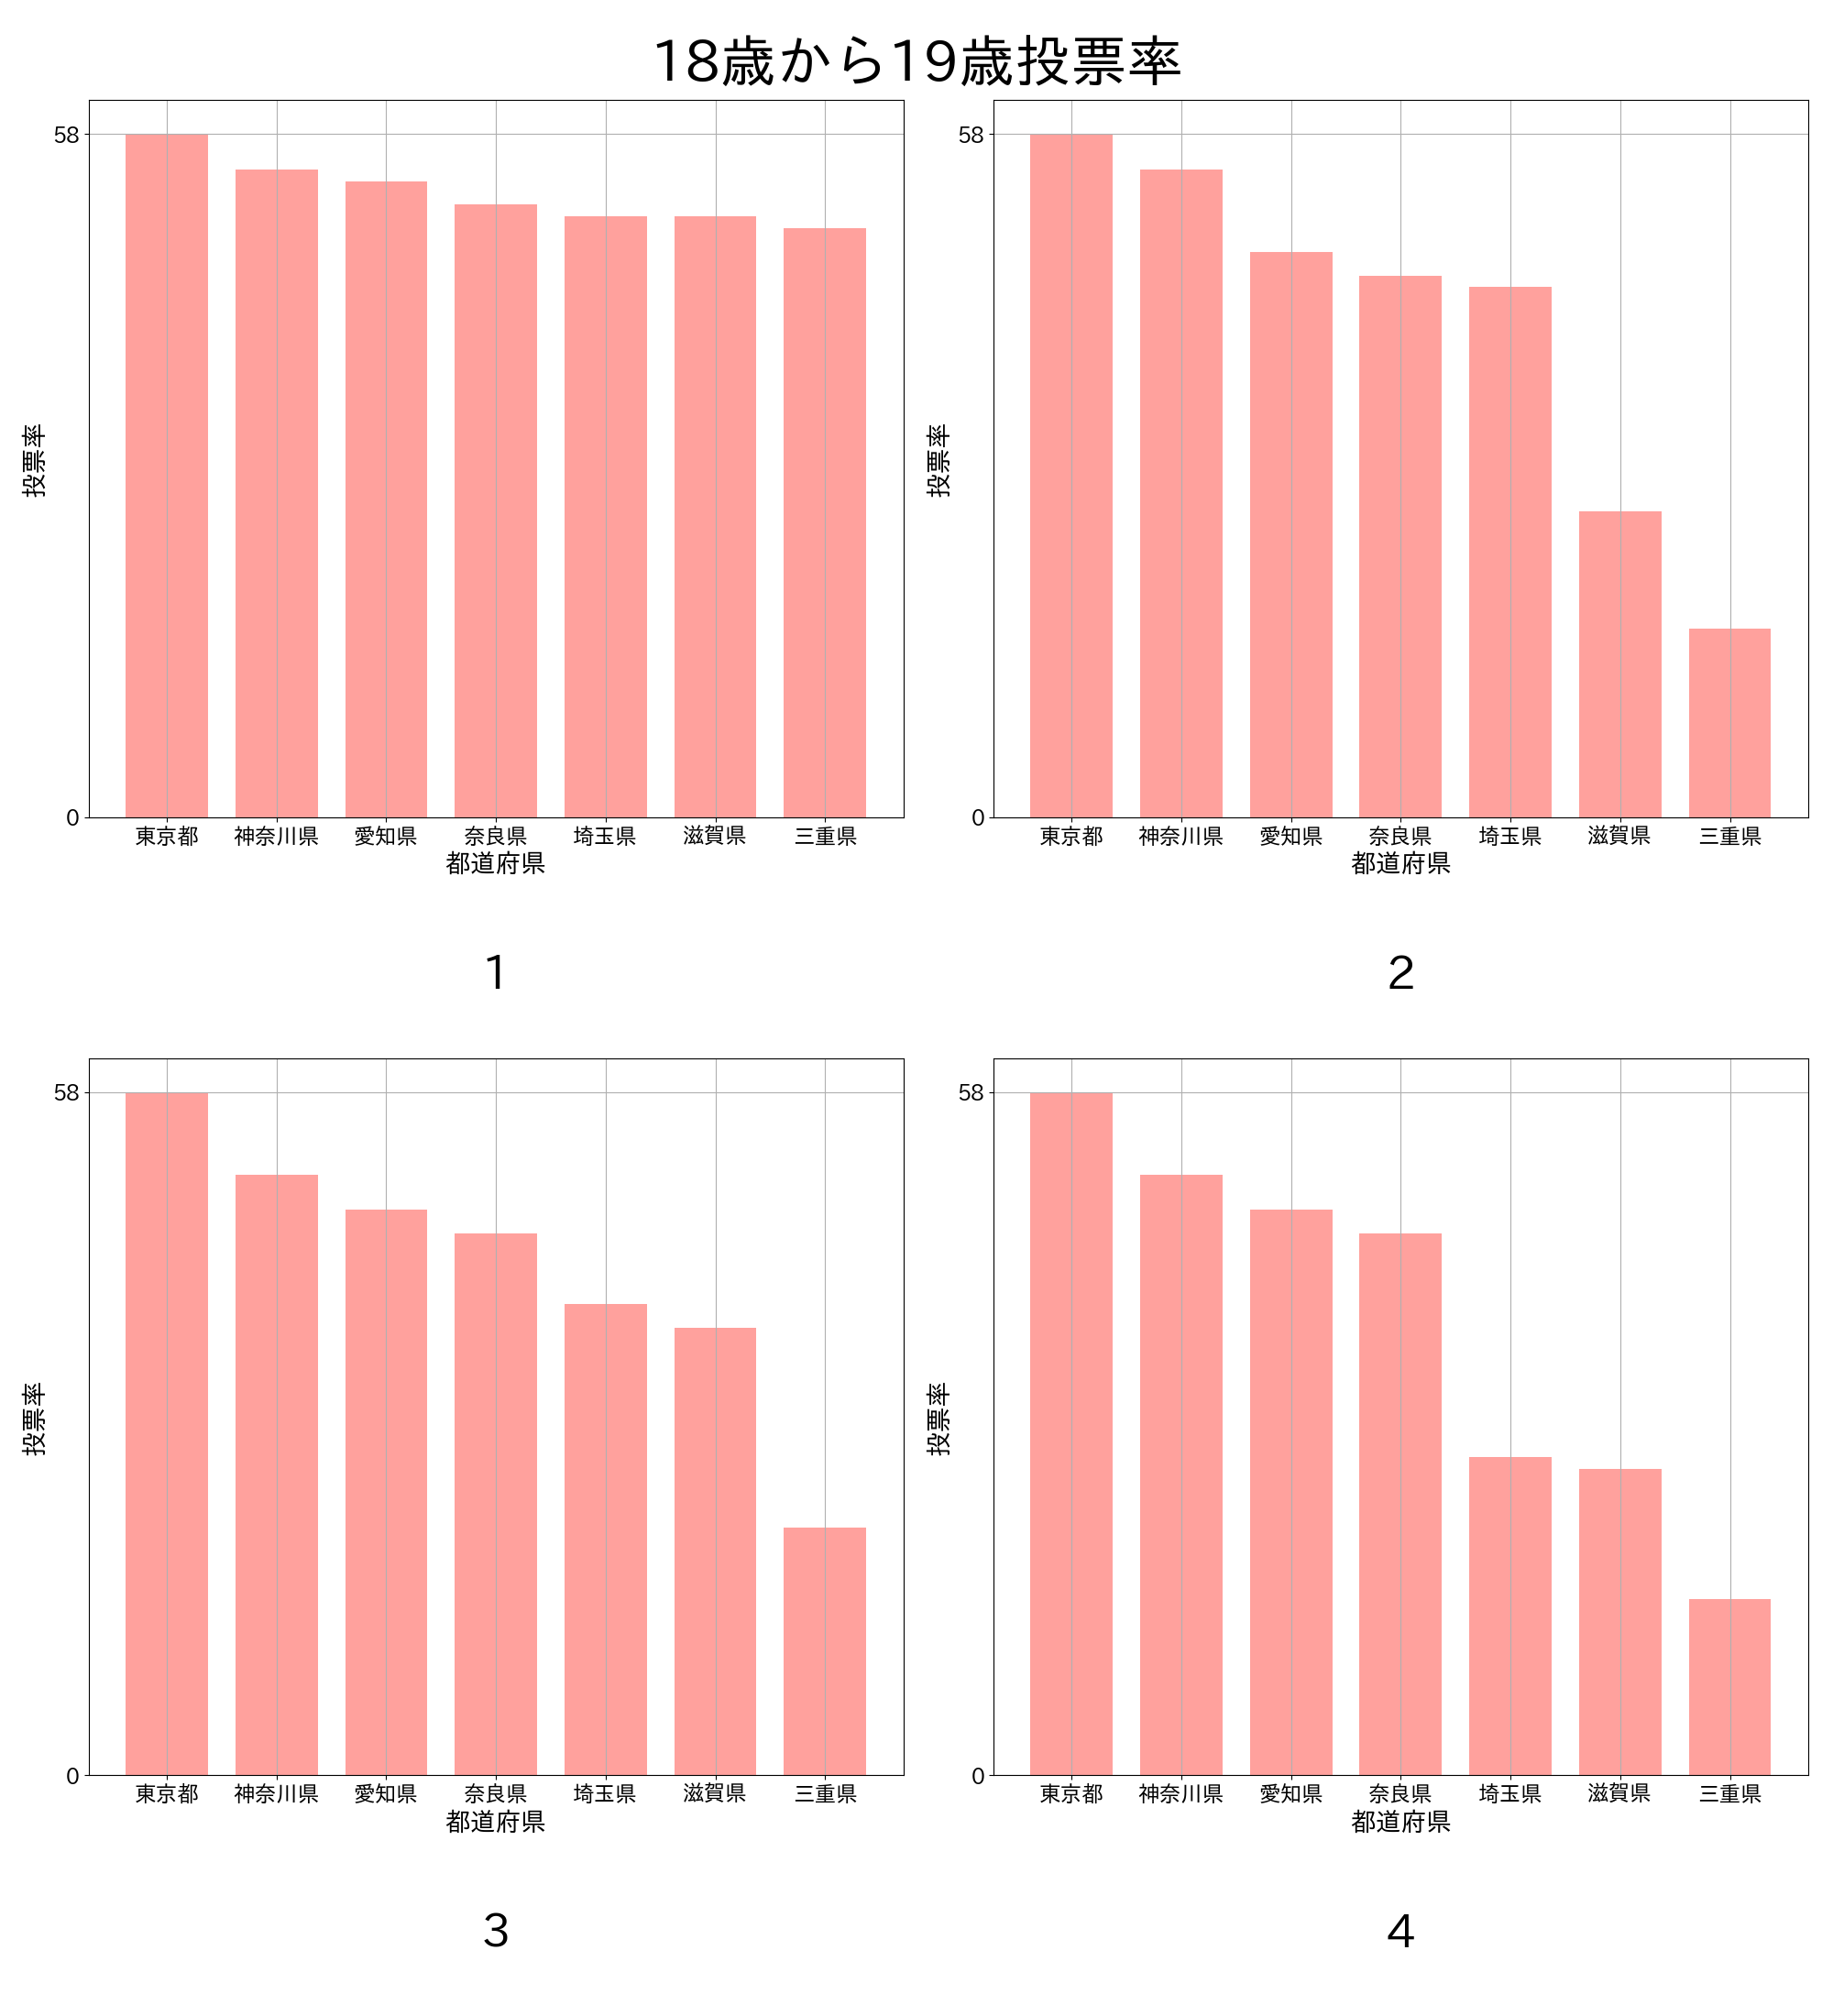 18歳から19歳投票率
58
0
投票率
東京都 神奈川県 愛知県 奈良県 埼玉県 滋賀県 三重県
都道府県
1
58
0
投票率
東京都 神奈川県 愛知県 奈良県 埼玉県 滋賀県 三重県
都道府県
2
58
0
投票率
東京都 神奈川県 愛知県 奈良県 埼玉県 滋賀県 三重県
都道府県
3
58
0
投票率
東京都 神奈川県 愛知県 奈良県 埼玉県 滋賀県 三重県
都道府県
4